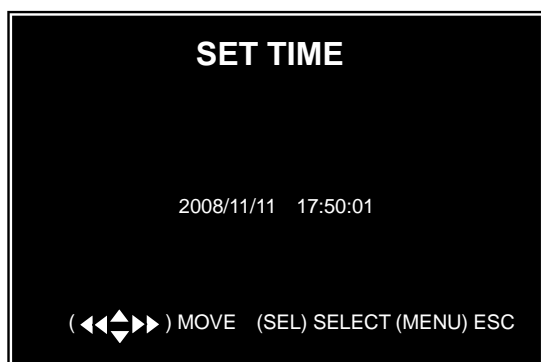 SET TIME
2008/11/11 17:50:01
( ◀◀▲▼▶▶ ) MOVE (SEL) SELECT (MENU) ESC